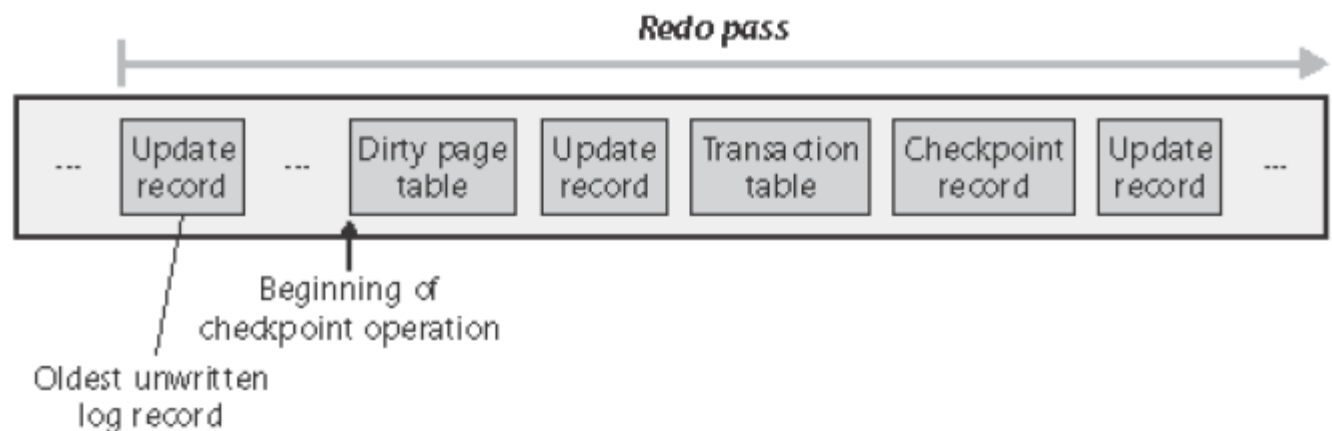 Redo pass
...
Update
record
...
Dirty page
table
Update
record
Transaction
table
Checkpoint
record
Update
record
...
Beginning of
checkpoint operation
Oldest unwritten
log record